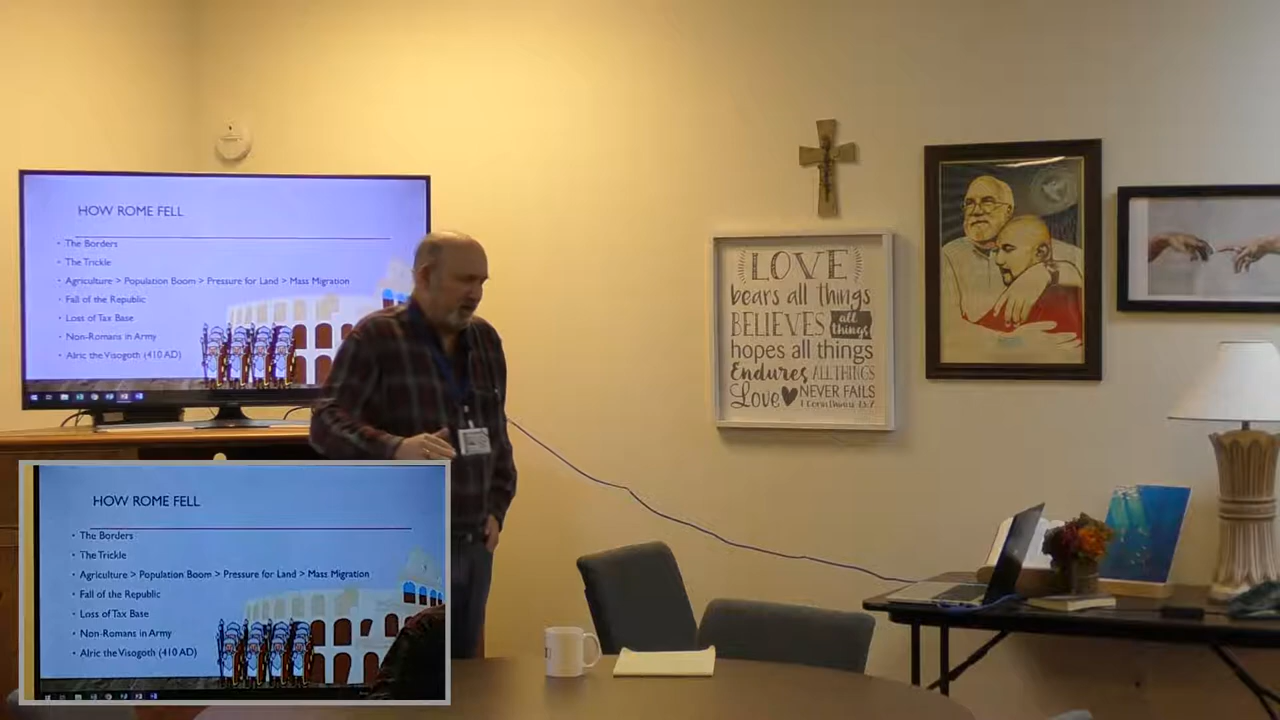 HOW ROME FELL
• The Borders
• The Trickle
• Agriculture > Population Boom > Pressure for Land > Mass Migration
• Fall of the Republic
• Loss of Tax Base
• Non-Romans in Army
• Alric the Visogoth (410 AD)
LOVE
bears all things
BELIEVES all things
hopes all things
Endures ALL THINGS
Love NEVER FAILS
1 Corinthians 13:7
HOW ROME FELL
• The Borders
• The Trickle
• Agriculture > Population Boom > Pressure for Land > Mass Migration
• Fall of the Republic
• Loss of Tax Base
• Non-Romans in Army
• Alric the Visogoth (410 AD)